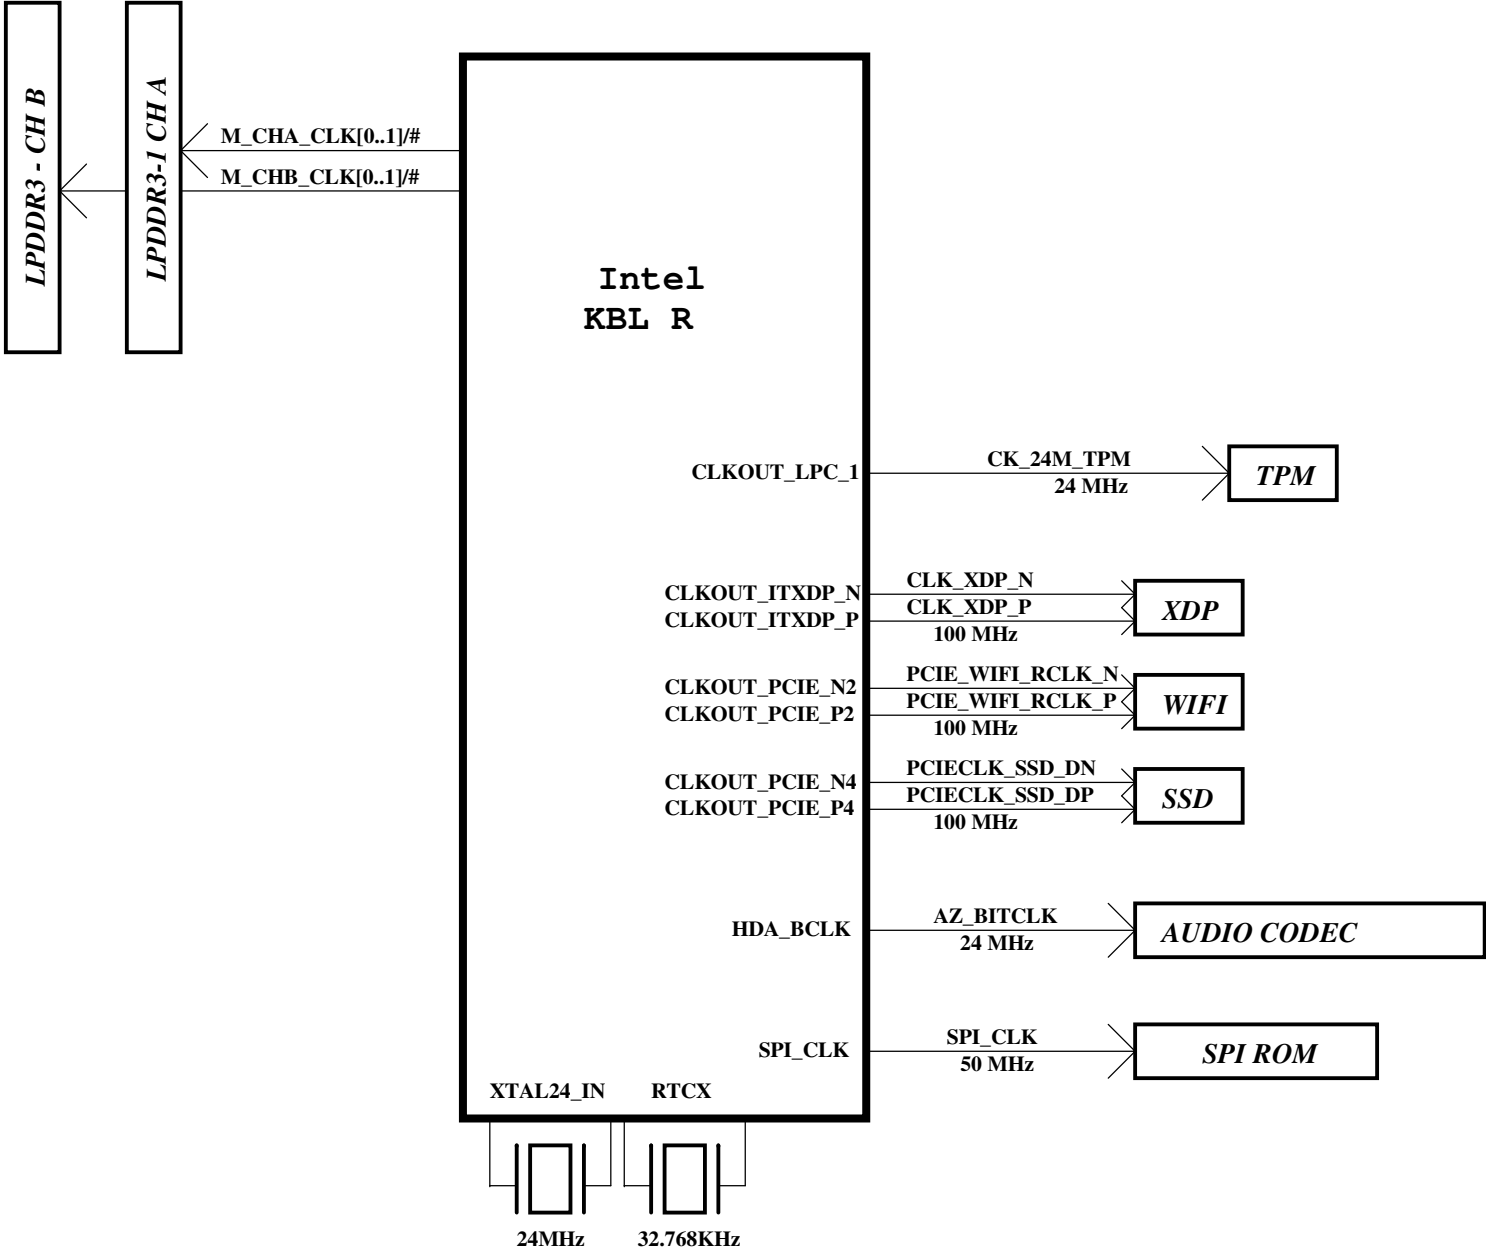 LPDDR3 - CH B
LPDDR3-1 CH A
M_CHA_CLK[0..1]/#
M_CHB_CLK[0..1]/#
Intel
KBL R
CLKOUT_LPC_1
CK_24M_TPM
24 MHz
TPM
CLKOUT_ITXDP_N
CLKOUT_ITXDP_P
CLK_XDP_N
CLK_XDP_P
100 MHz
XDP
CLKOUT_PCIE_N2
CLKOUT_PCIE_P2
PCIE_WIFI_RCLK_N
PCIE_WIFI_RCLK_P
100 MHz
WIFI
CLKOUT_PCIE_N4
CLKOUT_PCIE_P4
PCIECLK_SSD_DN
PCIECLK_SSD_DP
100 MHz
SSD
HDA_BCLK
AZ_BITCLK
24 MHz
AUDIO CODEC
SPI_CLK
SPI_CLK
50 MHz
SPI ROM
XTAL24_IN
RTCX
24MHz
32.768KHz